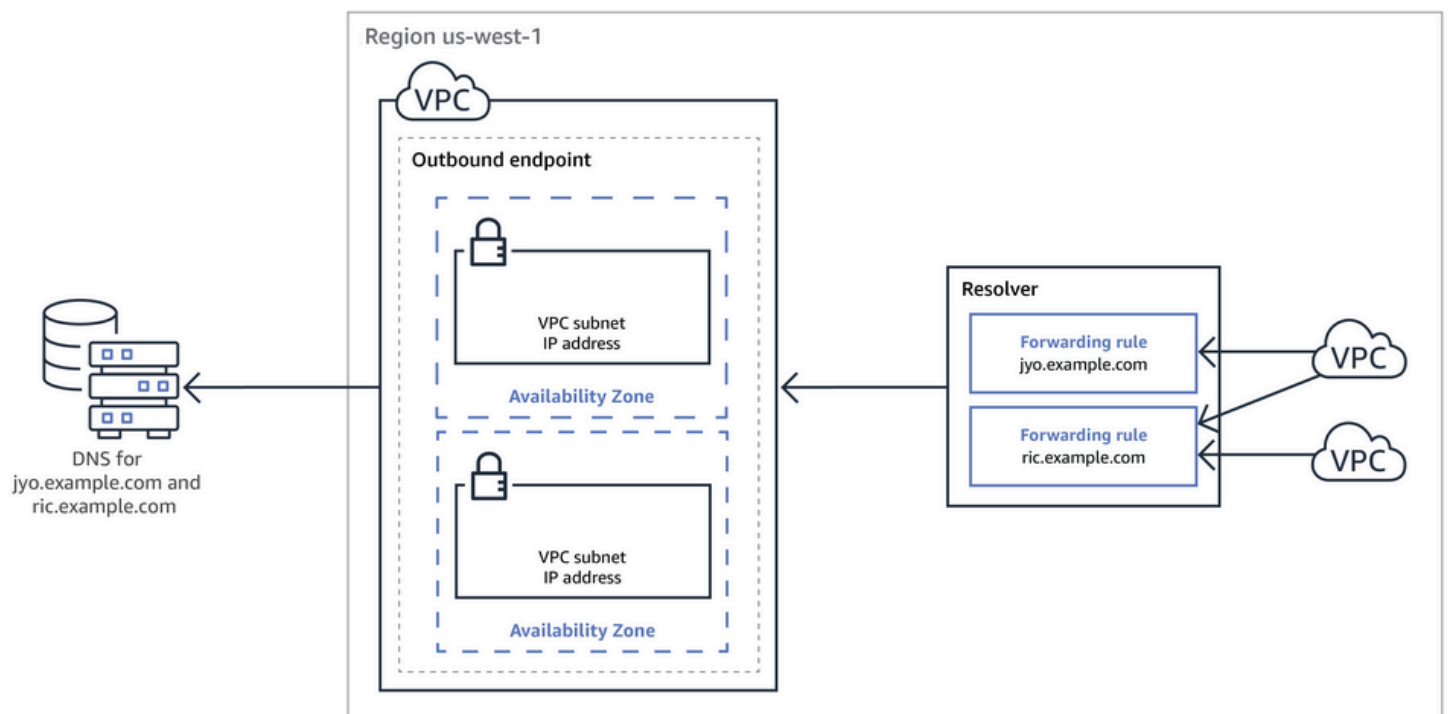 Region us-west-1
VPC
Outbound endpoint
VPC subnet
IP address
Availability Zone
VPC subnet
IP address
Availability Zone
DNS for
jyo.example.com and
ric.example.com
Resolver
Forwarding rule
jyo.example.com
Forwarding rule
ric.example.com
VPC
VPC